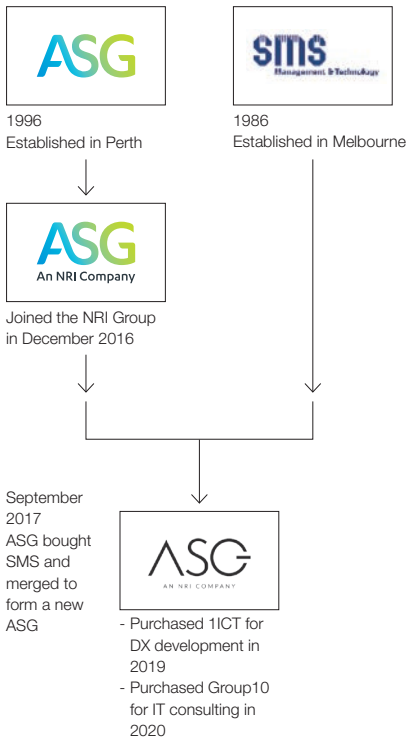 ASG
1996
Established in Perth
sms
Management & Technology
1986
Established in Melbourne
ASG
An NRI Company
Joined the NRI Group
in December 2016
September
2017
ASG bought
SMS and
merged to
form a new
ASG
ASG
AN NRI COMPANY
- Purchased 1ICT for
DX development in
2019
- Purchased Group10
for IT consulting in
2020